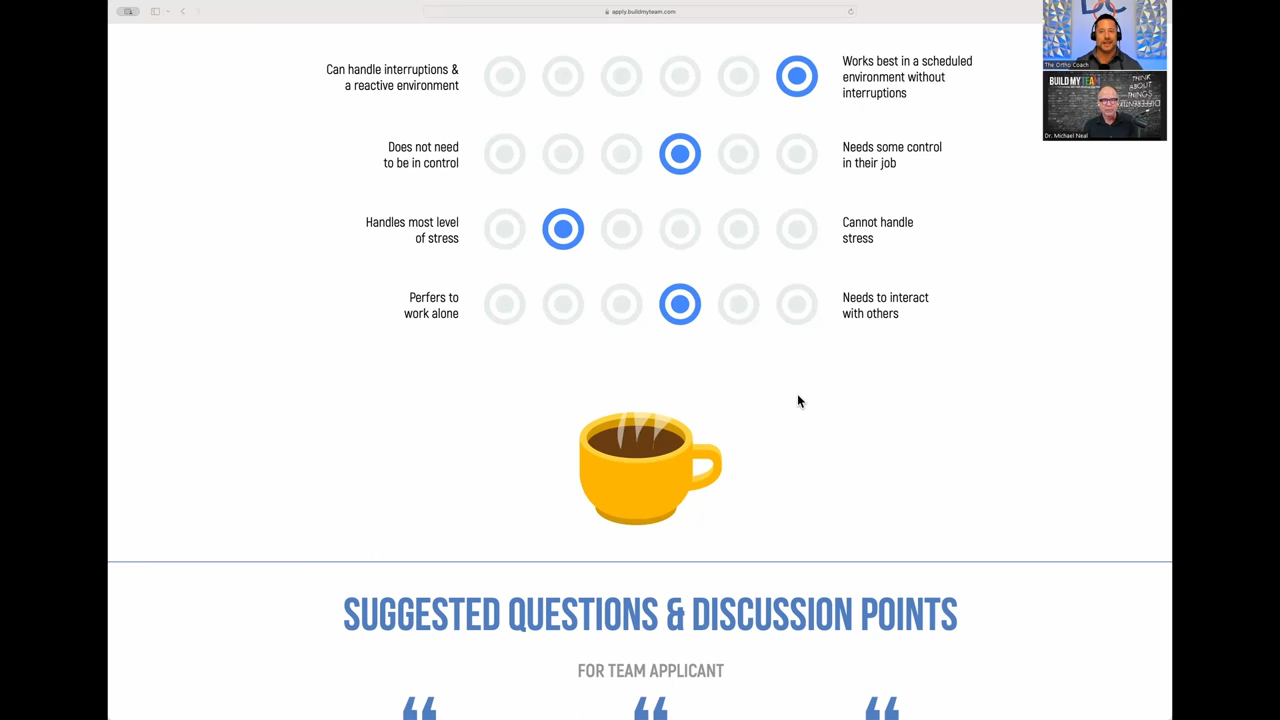 apply.buildmyteam.com
Can handle interruptions &
a reactive environment
Works best in a scheduled
environment without
interruptions
Does not need
to be in control
Needs some control
in their job
Handles most level
of stress
Cannot handle
stress
Perfers to
work alone
Needs to interact
with others
SUGGESTED QUESTIONS & DISCUSSION POINTS
FOR TEAM APPLICANT
“ “ “
The Ortho Coach
BUILD MY TEAM
THINK
ABOUT
THINGS
DIFFERENTLY
Dr. Michael Neal